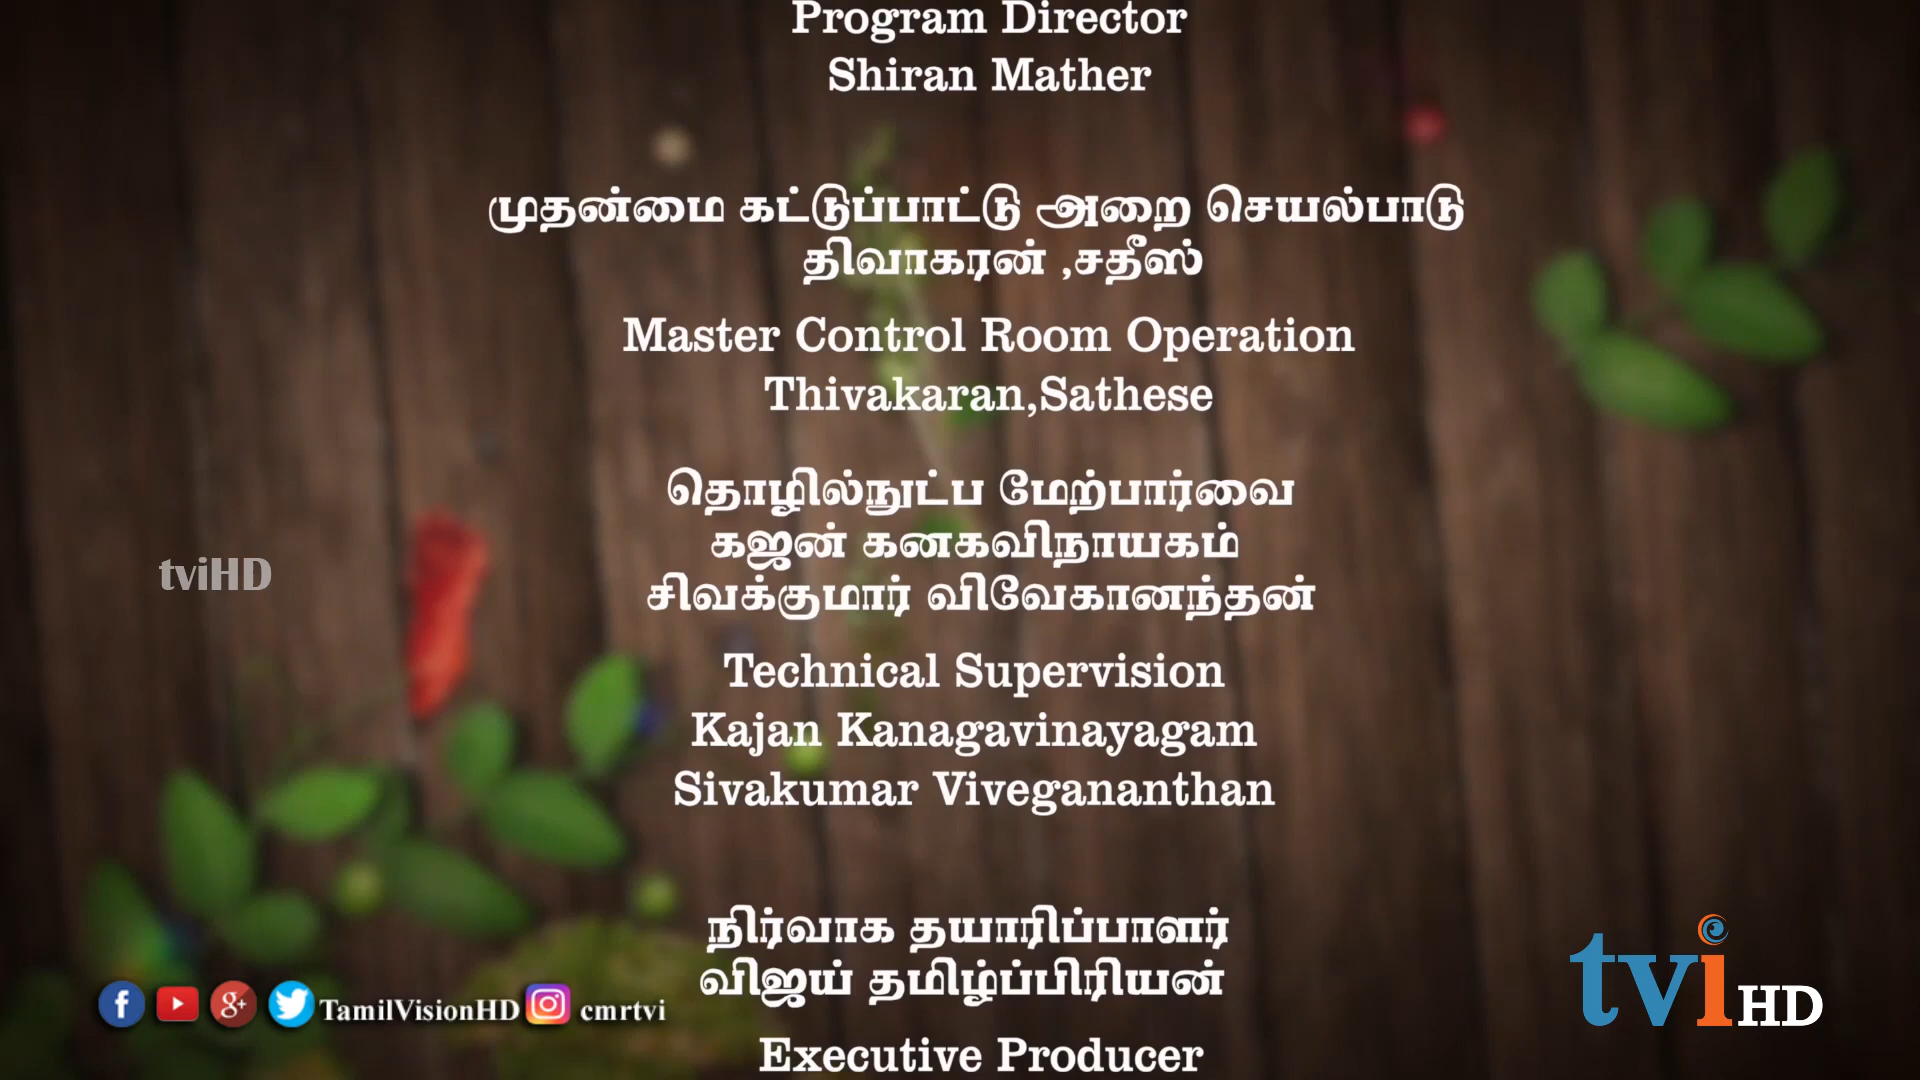 Program Director
Shiran Mather
முதன்மை கட்டுப்பாட்டு அறை செயல்பாடு
திவாகரன் ,சதீஸ்
Master Control Room Operation
Thivakaran,Sathese
தொழில்நுட்ப மேற்பார்வை
கஜன் கனகவிநாயகம்
சிவக்குமார் விவேகானந்தன்
Technical Supervision
Kajan Kanagavinayagam
Sivakumar Vivegananthan
நிர்வாக தயாரிப்பாளர்
விஜய் தமிழ்ப்பிரியன்
Executive Producer
tviHD
TamilVisionHD cmrtvi
tvi HD